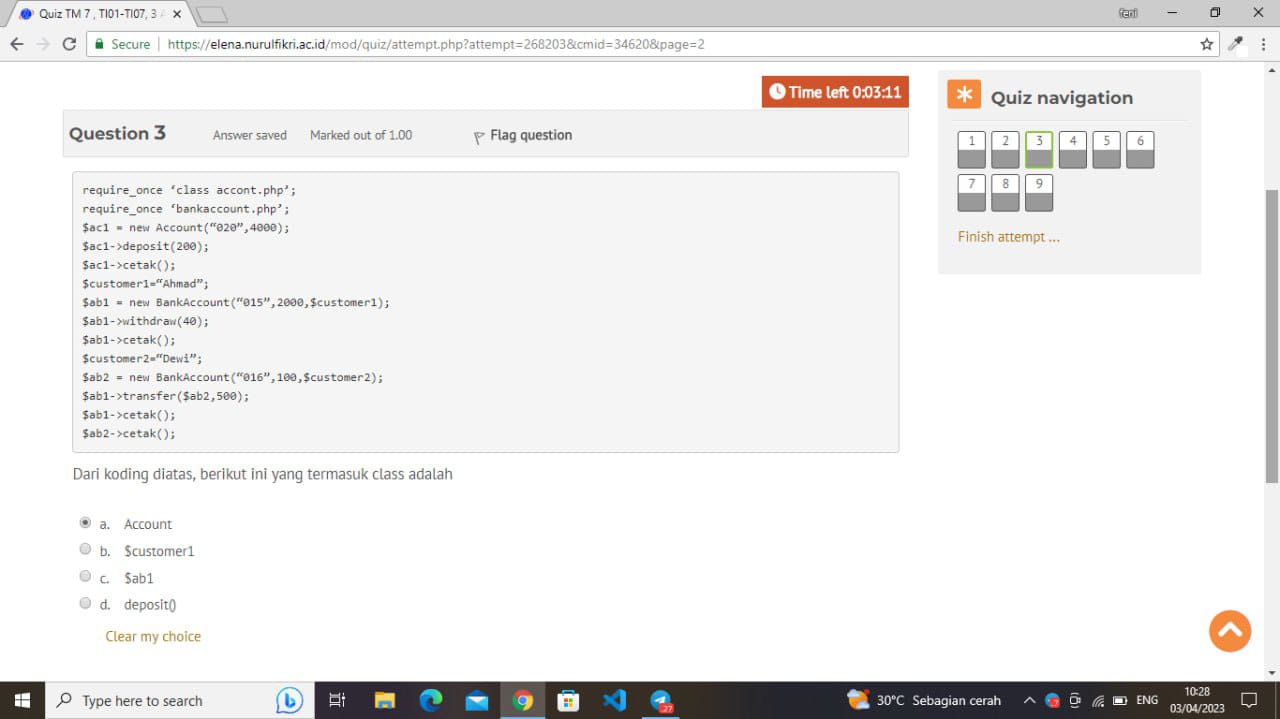 Quiz TM 7 , TI01-TI07, 3 A
Secure
https://elena.nurulfikri.ac.id/mod/quiz/attempt.php?attempt=268203&cmid=34620&page=2
Time left 0:03:11
Question 3
Answer saved
Marked out of 1.00
Flag question
require_once ‘class accont.php’;
require_once ‘bankaccount.php’;
$ac1 = new Account(“020”,4000);
$ac1->deposit(200);
$ac1->cetak();
$customer1=“Ahmad”;
$ab1 = new BankAccount(“015”,2000,$customer1);
$ab1->withdraw(40);
$ab1->cetak();
$customer2=“Dewi”;
$ab2 = new BankAccount(“016”,100,$customer2);
$ab1->transfer($ab2,500);
$ab1->cetak();
$ab2->cetak();
Dari koding diatas, berikut ini yang termasuk class adalah
a. Account
b. $customer1
c. $ab1
d. deposit()
Clear my choice
Quiz navigation
1 2 3 4 5 6
7 8 9
Finish attempt ...
Type here to search
27
30°C Sebagian cerah
ENG
10:28
03/04/2023